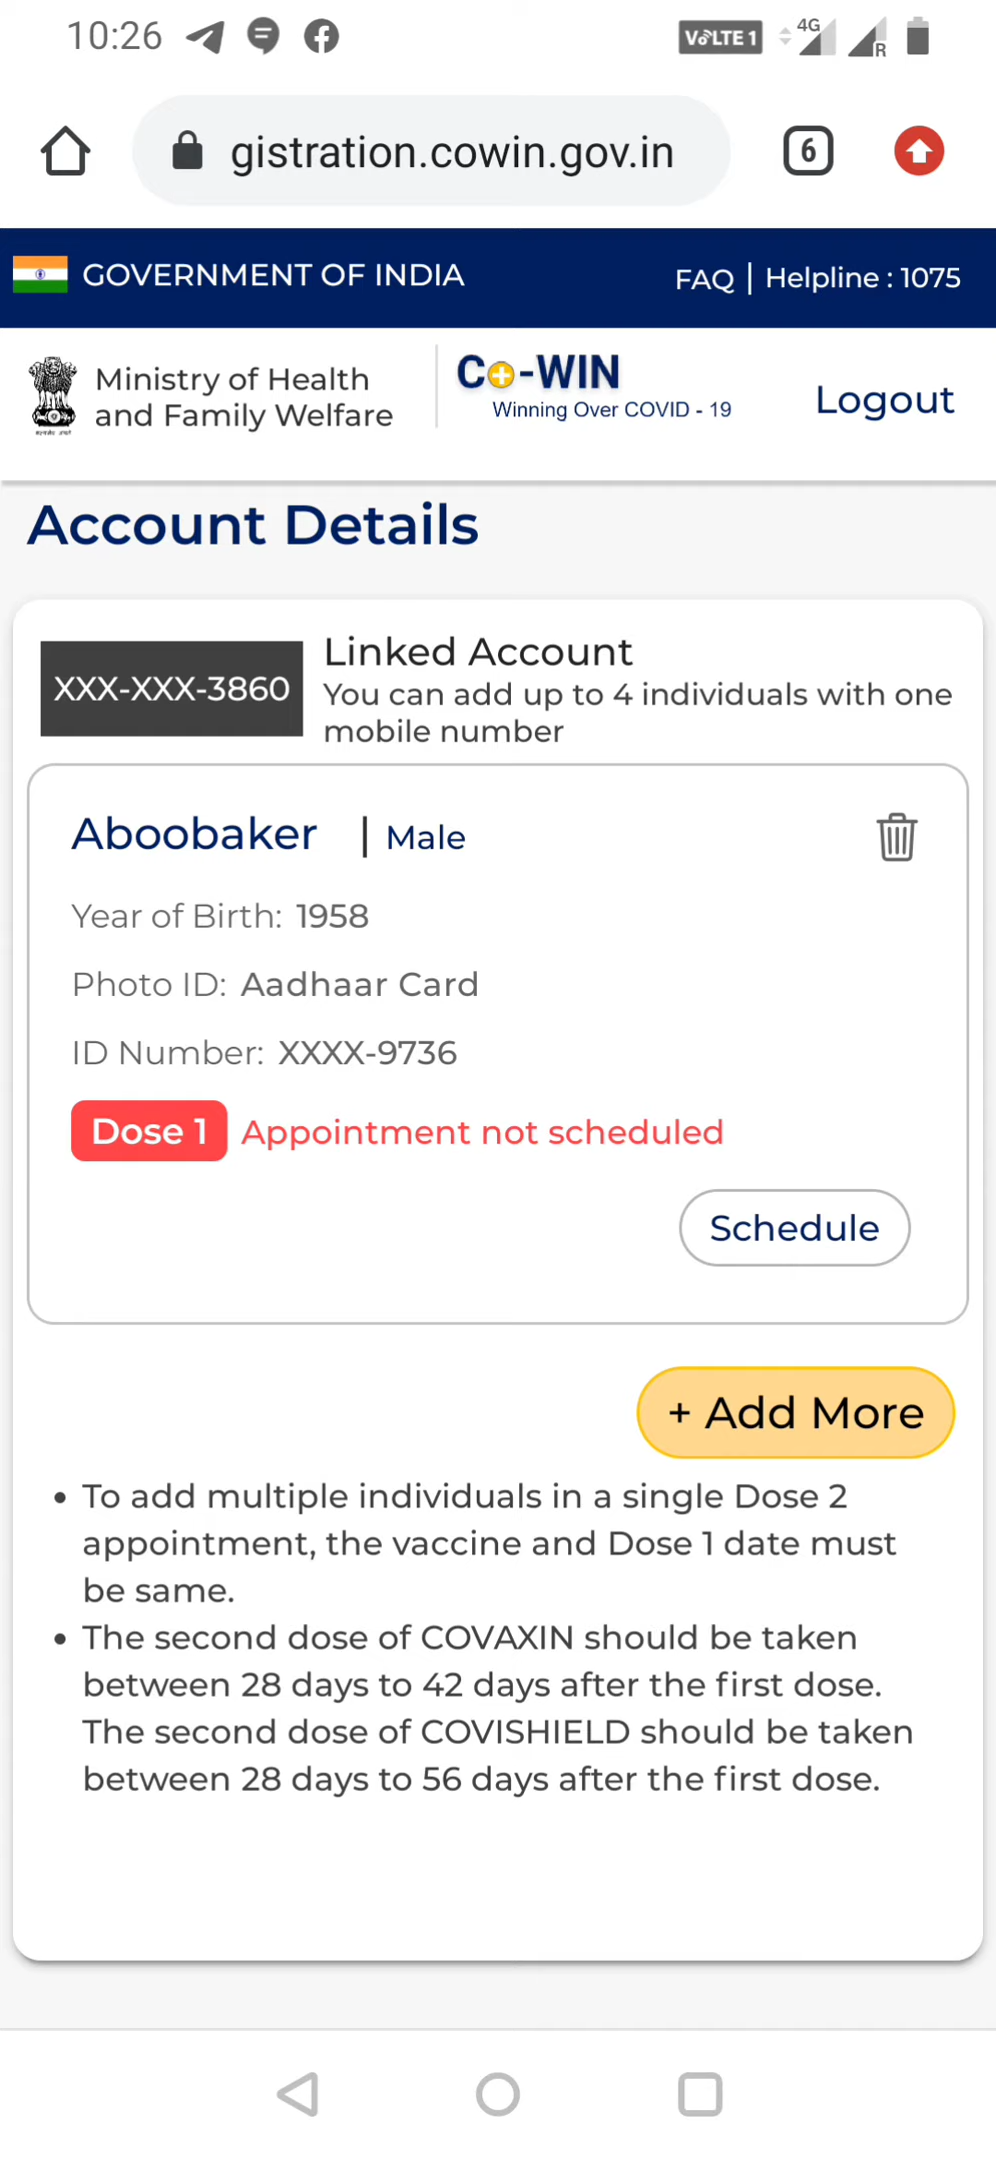 10:26
VoLTE 1
4G
R
gistration.cowin.gov.in
6
GOVERNMENT OF INDIA
FAQ | Helpline : 1075
Ministry of Health
and Family Welfare
Co-WIN
Winning Over COVID - 19
Logout
Account Details
XXX-XXX-3860
Linked Account
You can add up to 4 individuals with one
mobile number
Aboobaker | Male
Year of Birth: 1958
Photo ID: Aadhaar Card
ID Number: XXXX-9736
Dose 1 Appointment not scheduled
Schedule
+ Add More
• To add multiple individuals in a single Dose 2
appointment, the vaccine and Dose 1 date must
be same.
• The second dose of COVAXIN should be taken
between 28 days to 42 days after the first dose.
The second dose of COVISHIELD should be taken
between 28 days to 56 days after the first dose.